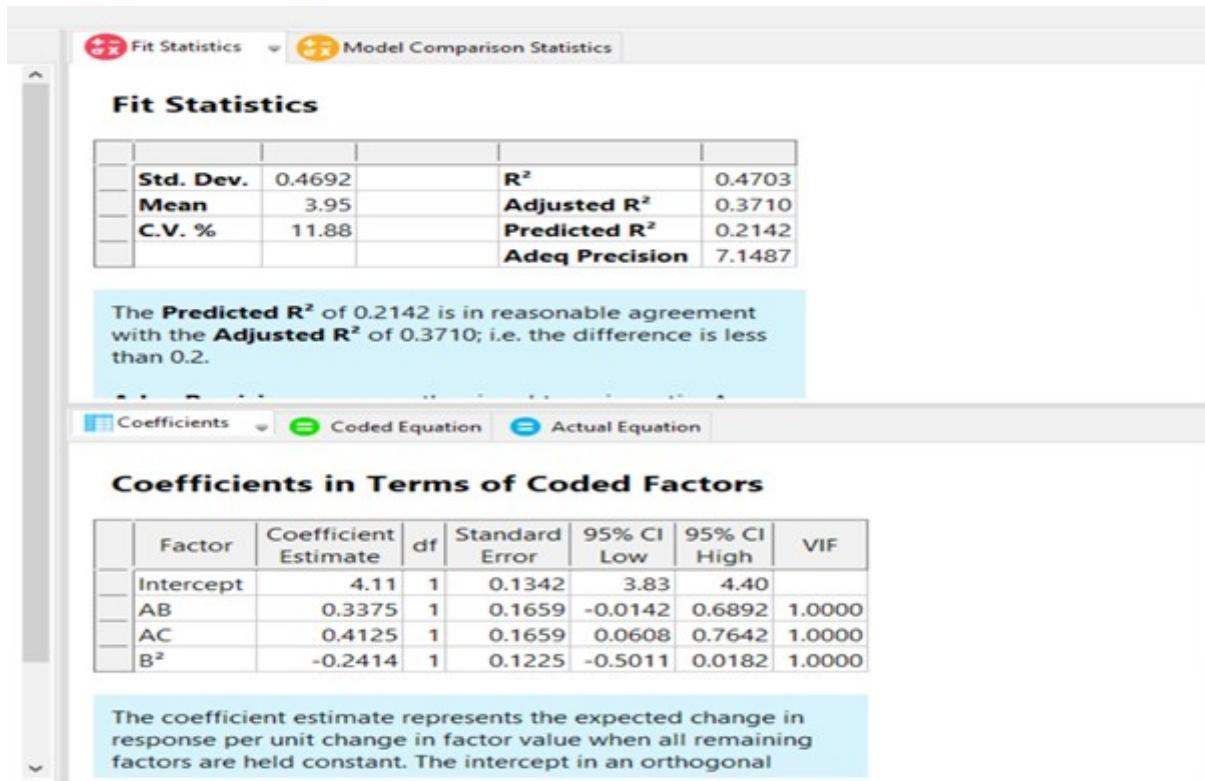 Fit Statistics Model Comparison Statistics
Fit Statistics
Std. Dev. 0.4692 R² 0.4703
Mean 3.95 Adjusted R² 0.3710
C.V. % 11.88 Predicted R² 0.2142
Adeq Precision 7.1487
The Predicted R² of 0.2142 is in reasonable agreement
with the Adjusted R² of 0.3710; i.e. the difference is less
than 0.2.
Coefficients Coded Equation Actual Equation
Coefficients in Terms of Coded Factors
Factor Coefficient Estimate df Standard Error 95% CI Low 95% CI High VIF
Intercept 4.11 1 0.1342 3.83 4.40
AB 0.3375 1 0.1659 -0.0142 0.6892 1.0000
AC 0.4125 1 0.1659 0.0608 0.7642 1.0000
B² -0.2414 1 0.1225 -0.5011 0.0182 1.0000
The coefficient estimate represents the expected change in
response per unit change in factor value when all remaining
factors are held constant. The intercept in an orthogonal